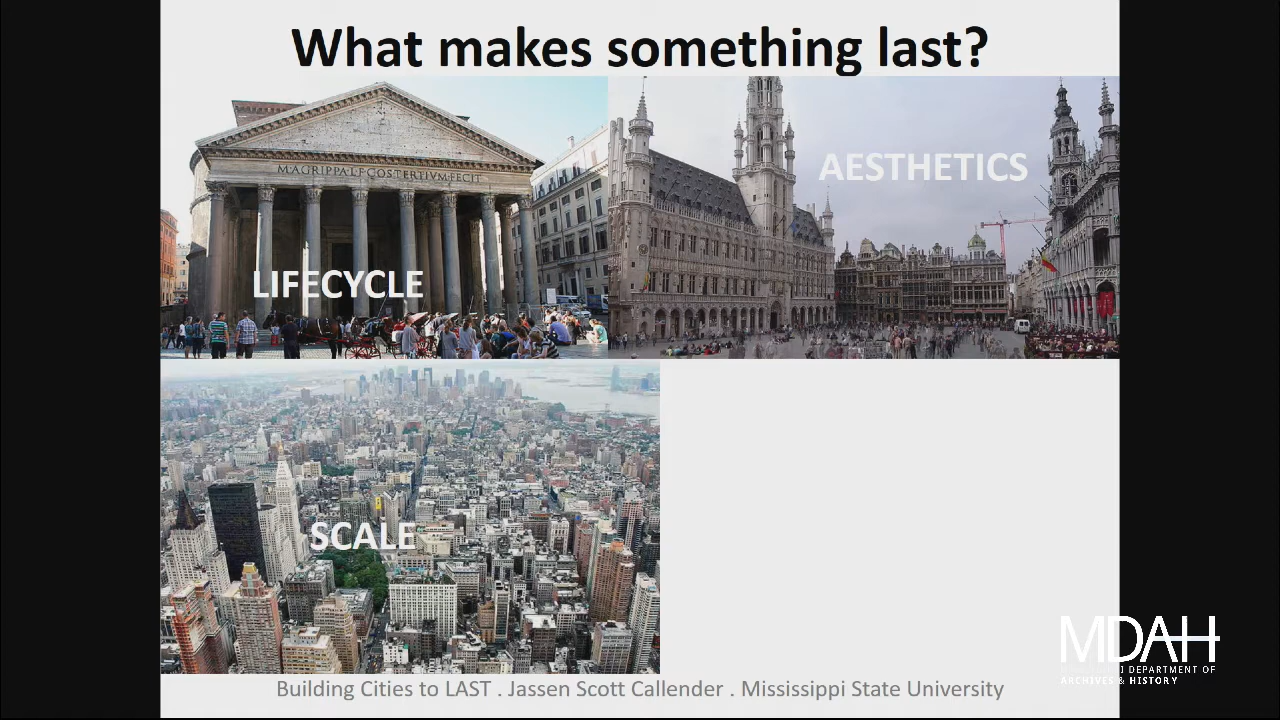 What makes something last?
M·AGRIPPA·L·F·COS·TERTIVM·FECIT
LIFECYCLE
AESTHETICS
SCALE
Building Cities to LAST . Jassen Scott Callender . Mississippi State University
MDAH
DEPARTMENT OF
ARCHIVES & HISTORY